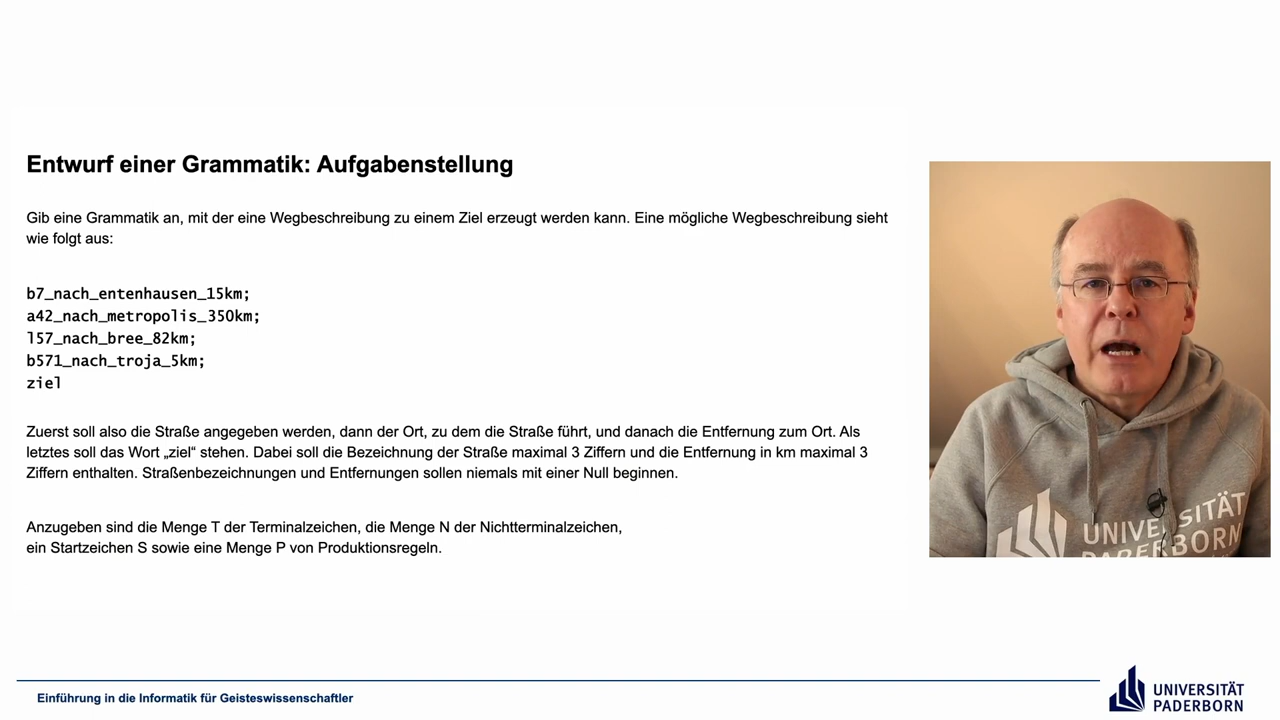 Entwurf einer Grammatik: Aufgabenstellung
Gib eine Grammatik an, mit der eine Wegbeschreibung zu einem Ziel erzeugt werden kann. Eine mögliche Wegbeschreibung sieht
wie folgt aus:
b7_nach_entenhausen_15km;
a42_nach_metropolis_350km;
l57_nach_bree_82km;
b571_nach_troja_5km;
ziel
Zuerst soll also die Straße angegeben werden, dann der Ort, zu dem die Straße führt, und danach die Entfernung zum Ort. Als
letztes soll das Wort „ziel“ stehen. Dabei soll die Bezeichnung der Straße maximal 3 Ziffern und die Entfernung in km maximal 3
Ziffern enthalten. Straßenbezeichnungen und Entfernungen sollen niemals mit einer Null beginnen.
Anzugeben sind die Menge T der Terminalzeichen, die Menge N der Nichtterminalzeichen,
ein Startzeichen S sowie eine Menge P von Produktionsregeln.
UNIVERSITÄT
PADERBORN
Einführung in die Informatik für Geisteswissenschaftler
UNIVERSITÄT
PADERBORN